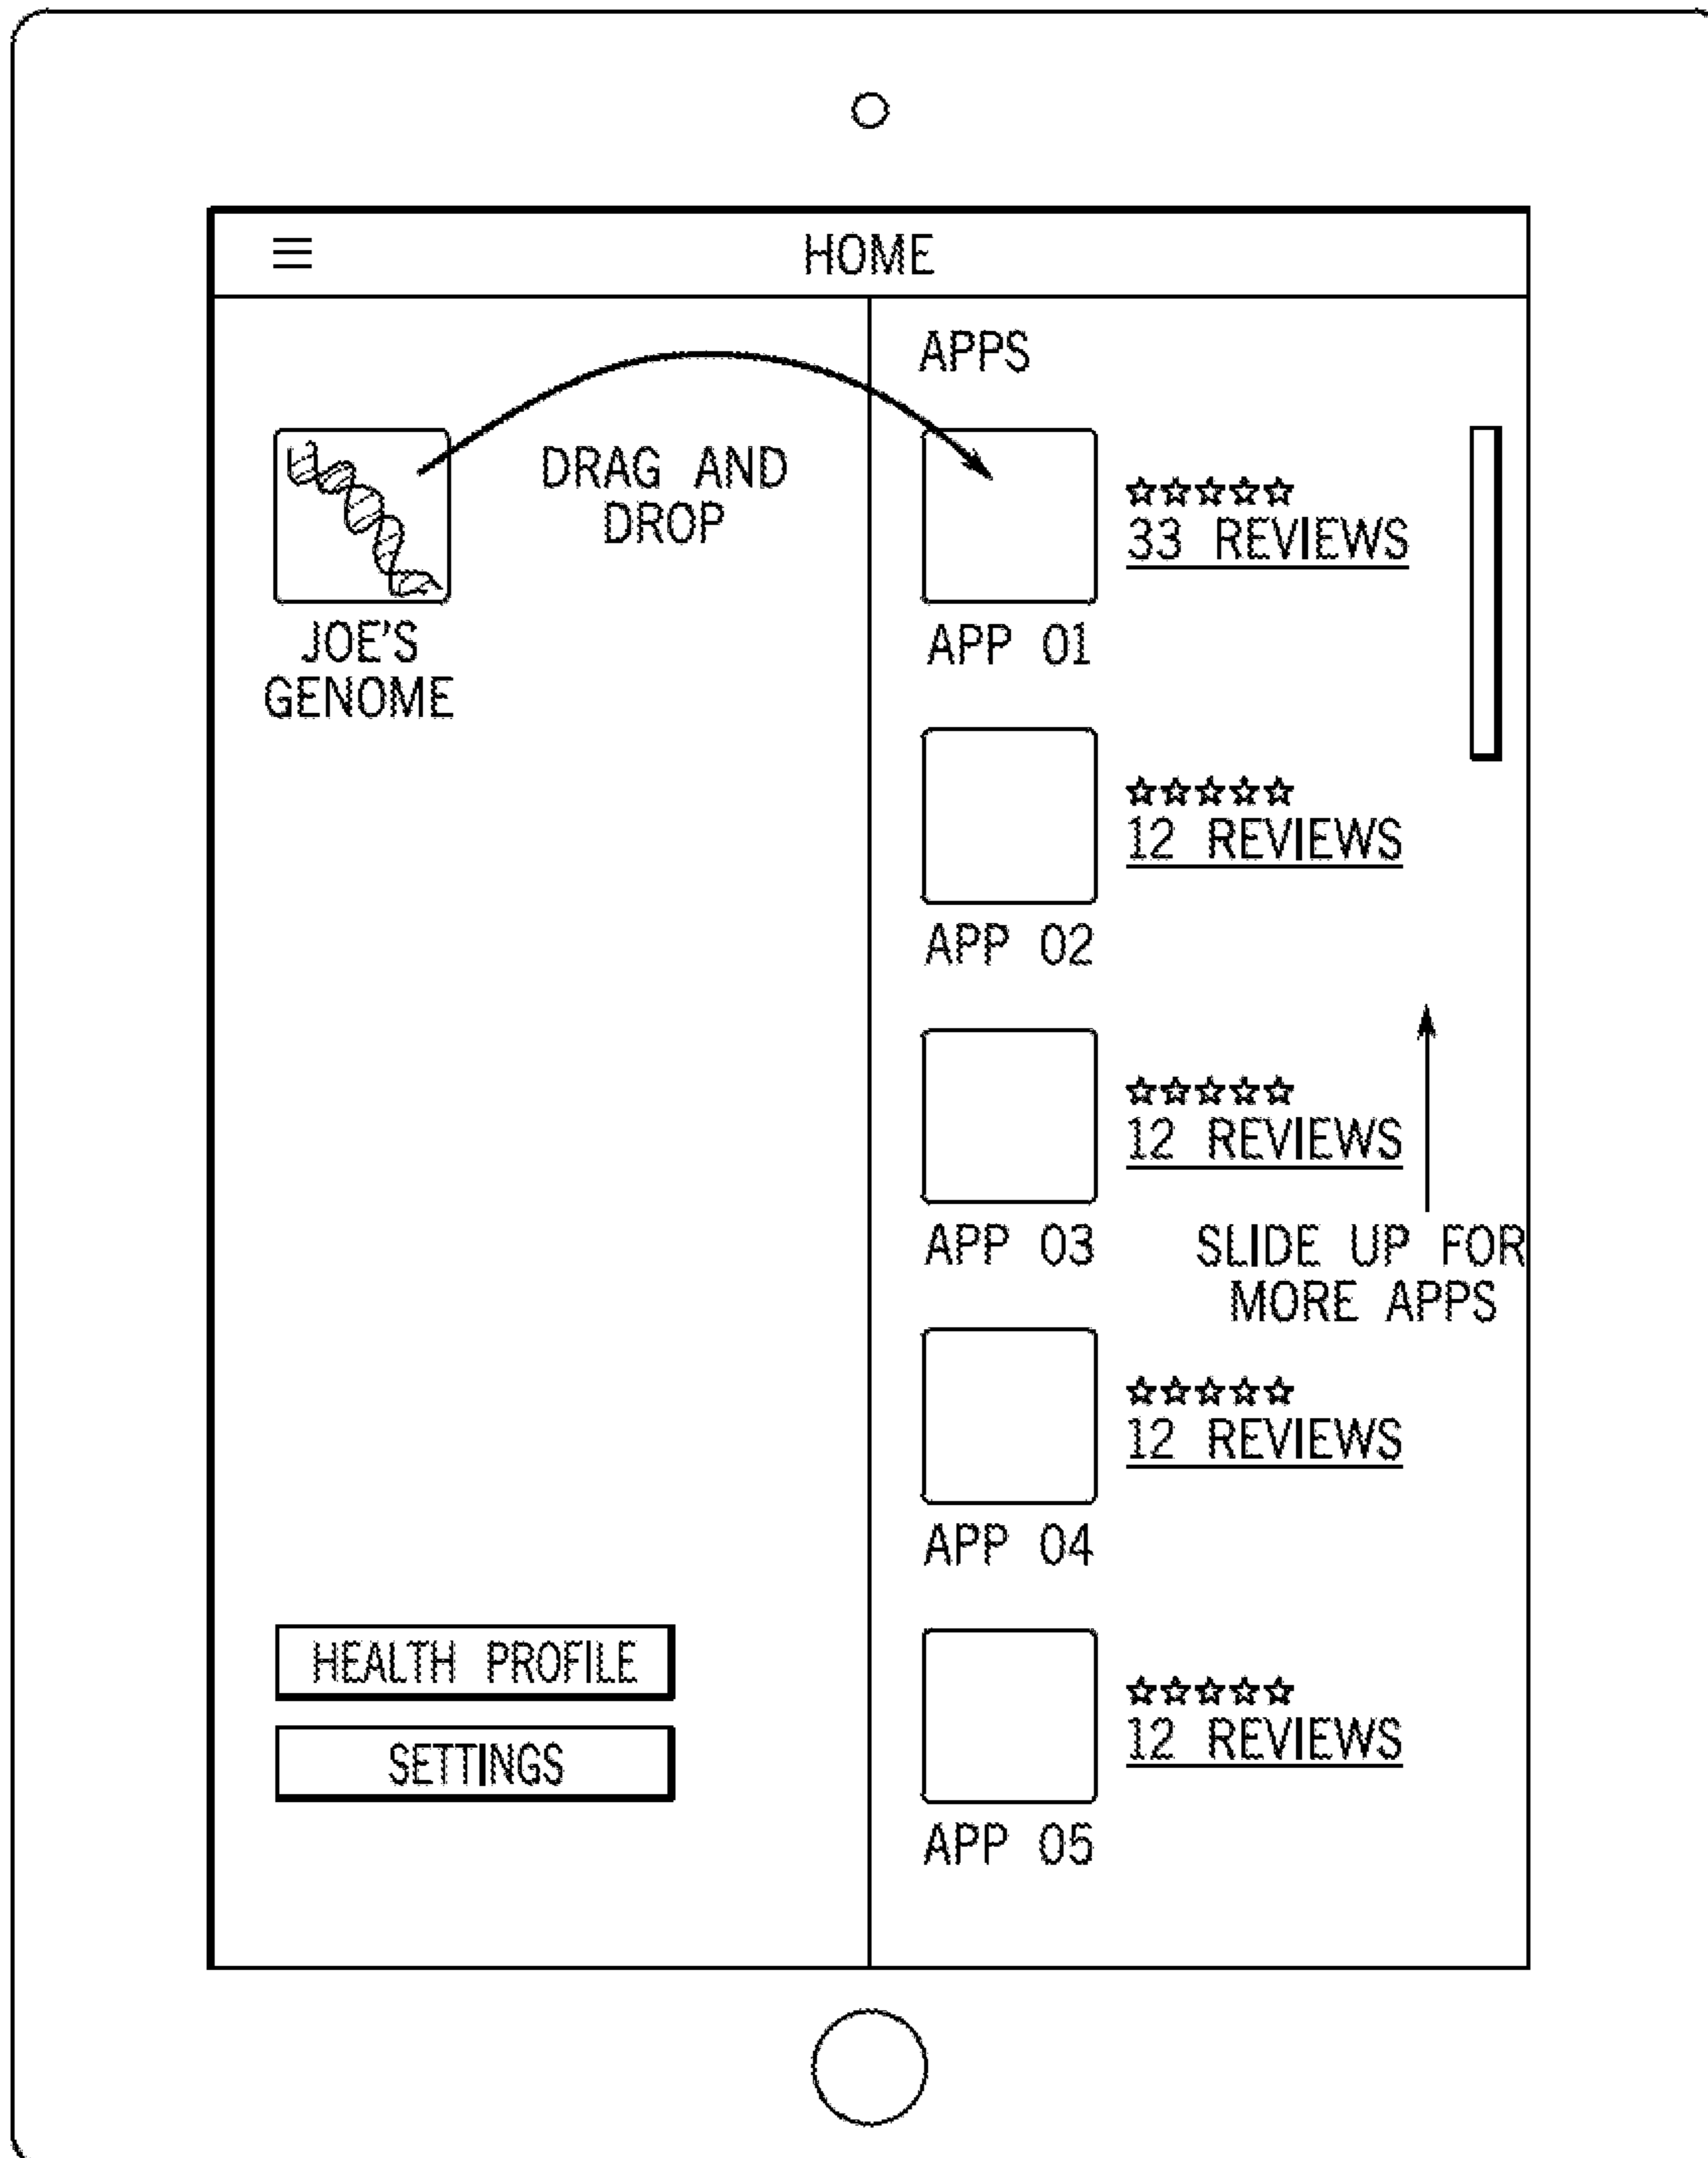 HOME
DRAG AND
DROP
JOE'S
GENOME
HEALTH PROFILE
SETTINGS
APPS
33 REVIEWS
APP 01
12 REVIEWS
APP 02
12 REVIEWS
APP 03
SLIDE UP FOR
MORE APPS
12 REVIEWS
APP 04
12 REVIEWS
APP 05